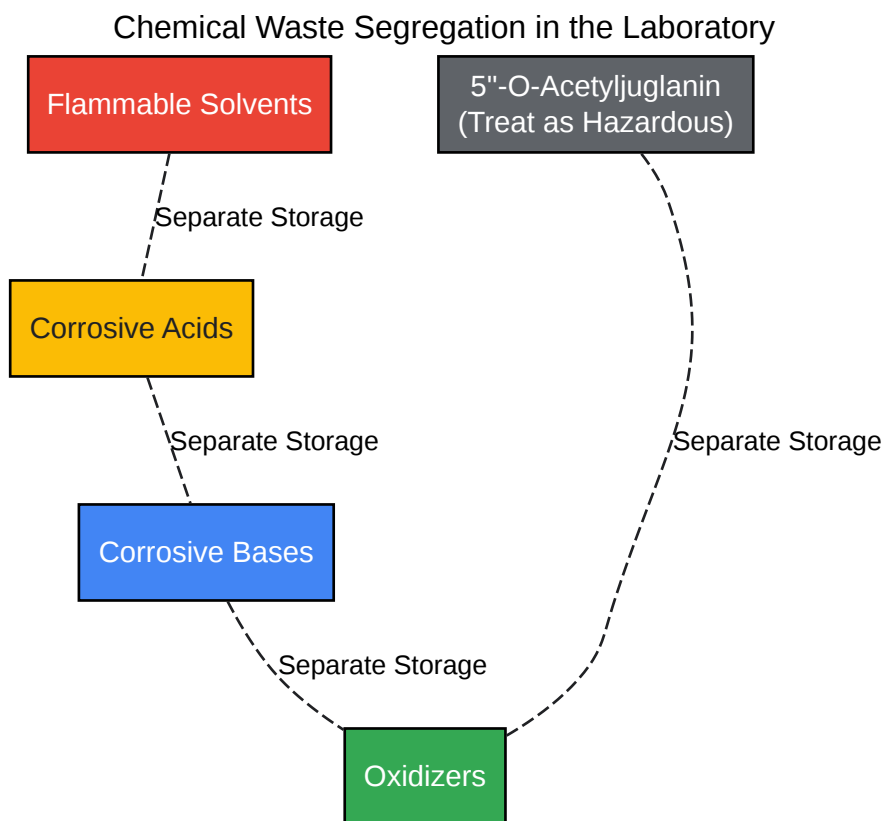 Chemical Waste Segregation in the Laboratory
Flammable Solvents
5"-O-Acetyljuglanin
(Treat as Hazardous)
Separate Storage
Corrosive Acids
Separate Storage
Separate Storage
Corrosive Bases
Separate Storage
Oxidizers